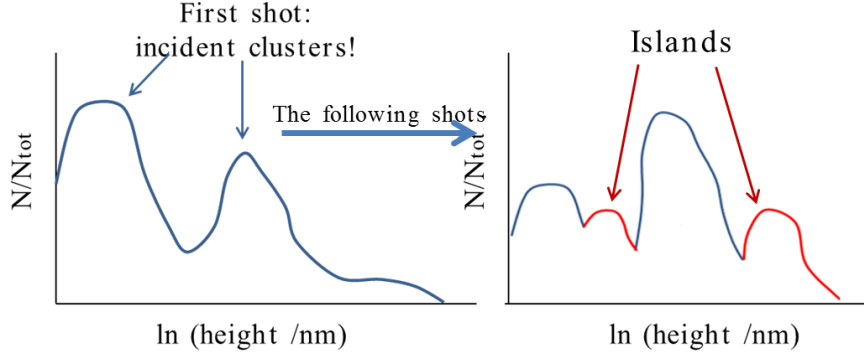 First shot:
incident clusters!
Islands
The following shots
N/Ntot
N/Ntot
ln (height /nm)
ln (height /nm)